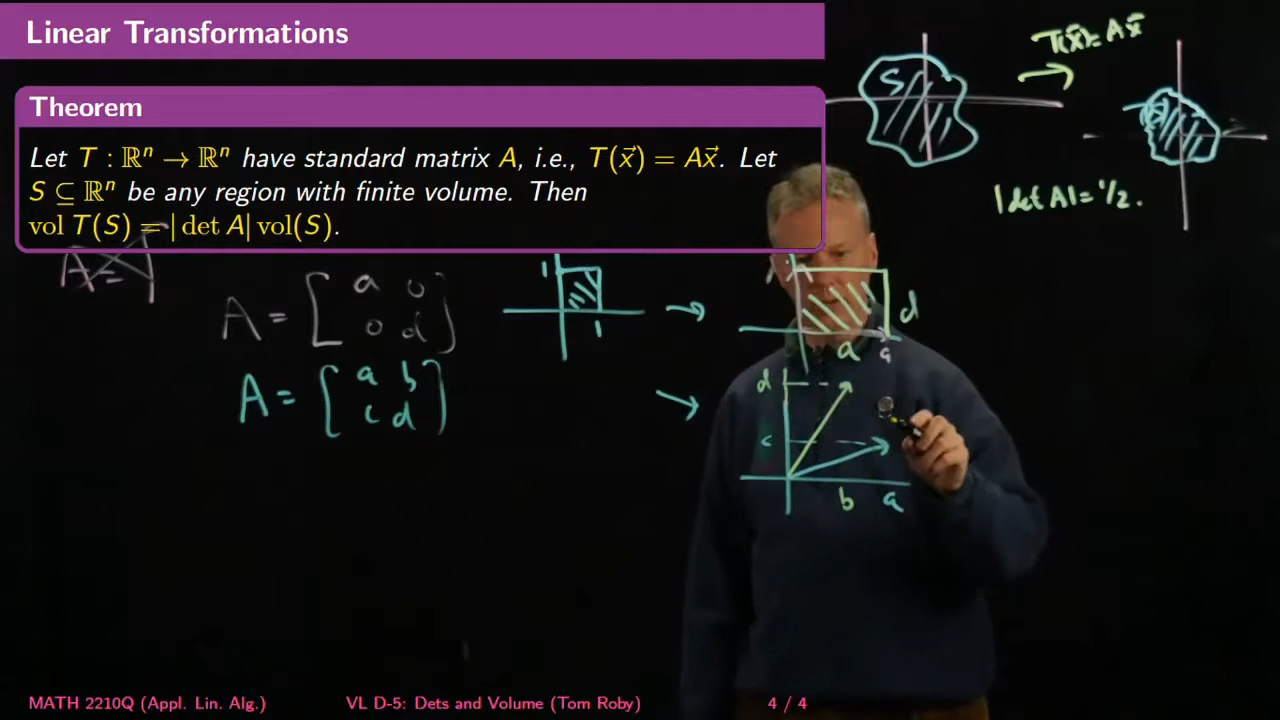 Linear Transformations
Theorem
Let T : ℝⁿ → ℝⁿ have standard matrix A, i.e., T(x⃗) = Ax⃗. Let
S ⊆ ℝⁿ be any region with finite volume. Then
vol T(S) = | det A| vol(S).
S
T(x⃗) = Ax⃗
|det A| = 1/2.
A = [ a 0
0 d ]
1
1
d
a
a
A = [ a b
c d ]
d
c
b a
MATH 2210Q (Appl. Lin. Alg.) VL D-5: Dets and Volume (Tom Roby) 4 / 4